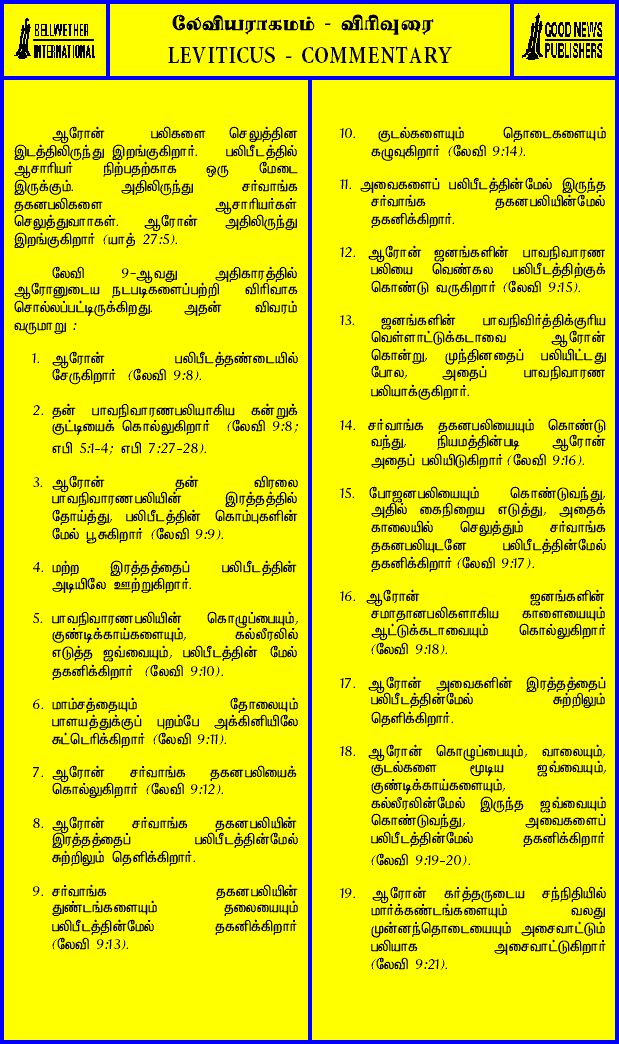 BELLWETHER
INTERNATIONAL
லேவியராகமம் - விரிவுரை
LEVITICUS - COMMENTARY
GOOD NEWS
PUBLISHERS
ஆரோன் பலிகளை செலுத்தின
இடத்திலிருந்து இறங்குகிறார். பலிபீடத்தில்
ஆசாரியர் நிற்பதற்காக ஒரு மேடை
இருக்கும். அதிலிருந்து சர்வாங்க
தகனபலிகளை ஆசாரியர்கள்
செலுத்துவாாகள். ஆரோன் அதிலிருந்து
இறங்குகிறார் (யாத் 27:5).
லேவி 9-ஆவது அதிகாரத்தில்
ஆரோனுடைய நடபடிகளைப்பற்றி விரிவாக
சொல்லப்பட்டிருக்கிறது. அதன் விவரம்
வருமாறு :
1. ஆரோன் பலிபீடத்தண்டையில்
சேருகிறார் (லேவி 9:8).
2. தன் பாவநிவாரணபலியாகிய கன்றுக்
குட்டியைக் கொல்லுகிறார் (லேவி 9:8;
எபி 5:1-4; எபி 7:27-28).
3. ஆரோன் தன் விரலை
பாவநிவாரணபலியின் இரத்தத்தில்
தோய்த்து, பலிபீடத்தின் கொம்புகளின்
மேல் பூசுகிறார் (லேவி 9:9).
4. மற்ற இரத்தத்தைப் பலிபீடத்தின்
அடியிலே ஊற்றுகிறார்.
5. பாவநிவாரணபலியின் கொழுப்பையும்,
குண்டிக்காய்களையும், கல்லீரலில்
எடுத்த ஜவ்வையும், பலிபீடத்தின் மேல்
தகனிக்கிறார் (லேவி 9:10).
6. மாம்சத்தையும் தோலையும்
பாளயத்துக்குப் புறம்பே அக்கினியிலே
சுட்டெரிக்கிறார் (லேவி 9:11).
7. ஆரோன் சர்வாங்க தகனபலியைக்
கொல்லுகிறார் (லேவி 9:12).
8. ஆரோன் சர்வாங்க தகனபலியின்
இரத்தத்தைப் பலிபீடத்தின்மேல்
சுற்றிலும் தெளிக்கிறார்.
9. சர்வாங்க தகனபலியின்
துண்டங்களையும் தலையையும்
பலிபீடத்தின்மேல் தகனிக்கிறார்
(லேவி 9:13).
10. குடல்களையும் தொடைகளையும்
கழுவுகிறார் (லேவி 9:14).
11. அவைகளைப் பலிபீடத்தின்மேல் இருந்த
சர்வாங்க தகனபலியின்மேல்
தகனிக்கிறார்.
12. ஆரோன் ஜனங்களின் பாவநிவாரண
பலியை வெண்கல பலிபீடத்திற்குக்
கொண்டு வருகிறார் (லேவி 9:15).
13. ஜனங்களின் பாவநிவிர்த்திக்குரிய
வெள்ளாட்டுக்கடாவை ஆரோன்
கொன்று, முந்தினதைப் பலியிட்டது
போல, அதைப் பாவநிவாரண
பலியாக்குகிறார்.
14. சர்வாங்க தகனபலியையும் கொண்டு
வந்து, நியமத்தின்படி ஆரோன்
அதைப் பலியிடுகிறார் (லேவி 9:16).
15. போஜனபலியையும் கொண்டுவந்து,
அதில் கைநிறைய எடுத்து, அதைக்
காலையில் செலுத்தும் சர்வாங்க
தகனபலியுடனே பலிபீடத்தின்மேல்
தகனிக்கிறார் (லேவி 9:17).
16. ஆரோன் ஜனங்களின்
சமாதானபலிகளாகிய காளையையும்
ஆட்டுக்கடாவையும் கொல்லுகிறார்
(லேவி 9:18).
17. ஆரோன் அவைகளின் இரத்தத்தைப்
பலிபீடத்தின்மேல் சுற்றிலும்
தெளிக்கிறார்.
18. ஆரோன் கொழுப்பையும், வாலையும்,
குடல்களை மூடிய ஜவ்வை யும்,
குண்டிக்காய்களையும்,
கல்லீரலின்மேல் இருந்த ஜவ்வையும்
கொண்டுவந்து, அவைகளைப்
பலிபீடத்தின்மேல் தகனிக்கிறார்
(லேவி 9:19-20).
19. ஆரோன் கர்த்தருடைய சந்நிதியில்
மார்க்கண்டங்களையும் வலது
முன்னந்தொடையையும் அசைவாட்டும்
பலியாக அசைவாட்டுகிறார்
(லேவி 9:21).